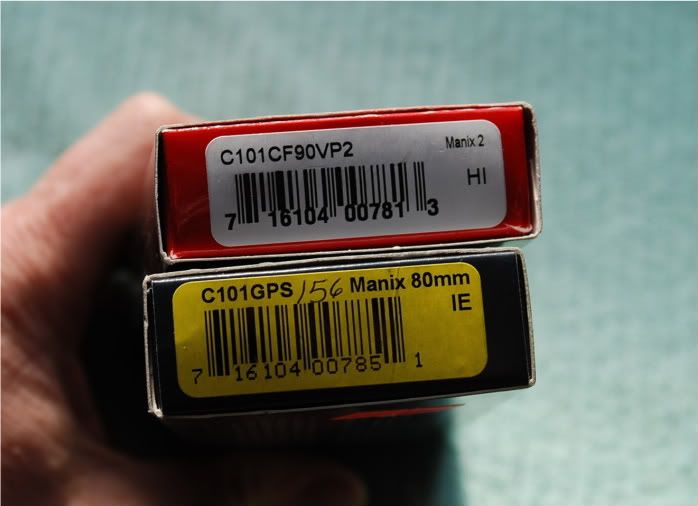 C101CF90VP2 Manix 2
HI
7 16104 00781 3
C101GPS 156 Manix 80mm
IE
7 16104 00785 1